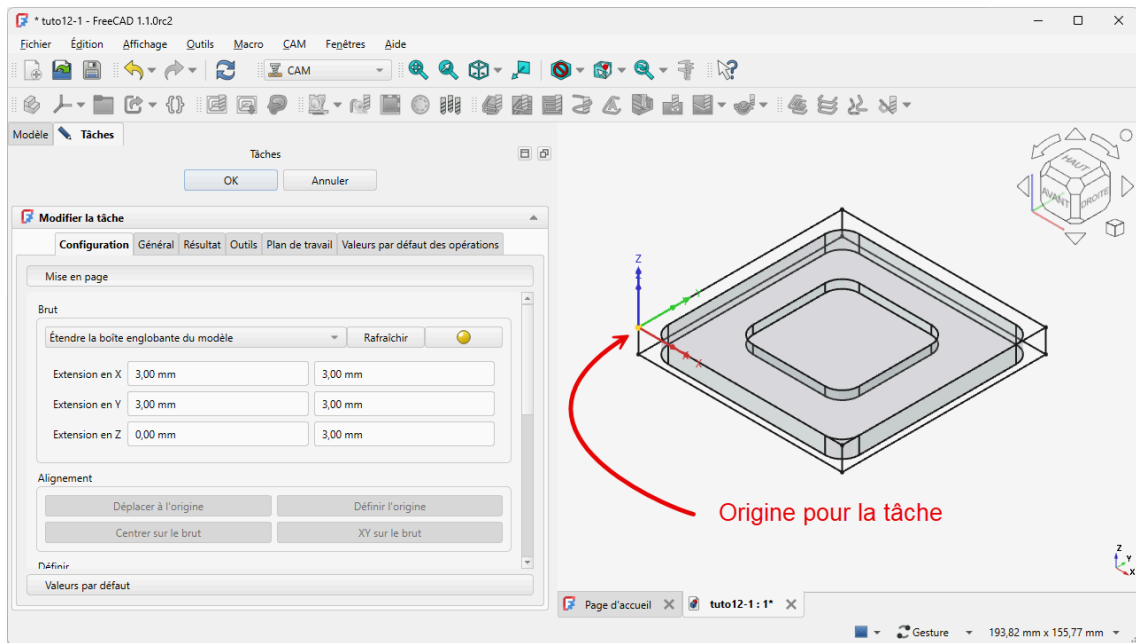 * tuto12-1 - FreeCAD 1.1.0rc2
Fichier Édition Affichage Outils Macro CAM Fenêtres Aide
CAM
Modèle Tâches
Tâches
OK Annuler
Modifier la tâche
Configuration Général Résultat Outils Plan de travail Valeurs par défaut des opérations
Mise en page
Brut
Étendre la boîte englobante du modèle Rafraîchir
Extension en X 3,00 mm 3,00 mm
Extension en Y 3,00 mm 3,00 mm
Extension en Z 0,00 mm 3,00 mm
Alignement
Déplacer à l'origine Définir l'origine
Centrer sur le brut XY sur le brut
Définir
Valeurs par défaut
HAUT
AVANT DROITE
Z
X
Origine pour la tâche
Z
Y
X
Page d'accueil tuto12-1 : 1*
Gesture 193,82 mm x 155,77 mm